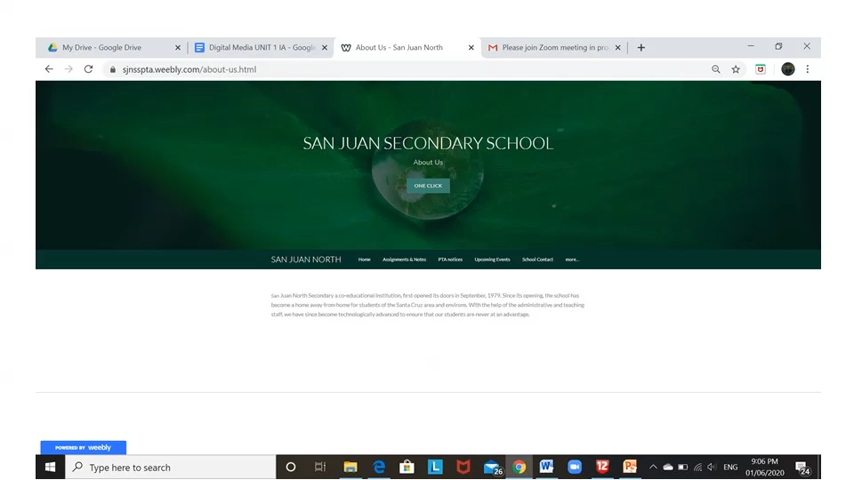 My Drive - Google Drive
Digital Media UNIT 1 IA - Google
About Us - San Juan North
Please join Zoom meeting in pro
sjnsspta.weebly.com/about-us.html
SAN JUAN SECONDARY SCHOOL
About Us
ONE CLICK
SAN JUAN NORTH Home Assignments & Notes PTA notices Upcoming Events School Contact more...
San Juan North Secondary a co-educational institution, first opened its doors in September, 1979. Since its opening, the school has
become a home away from home for students of the Santa Cruz area and environs. With the help of the administrative and teaching
staff, we have since become technologically advanced to ensure that our students are never at an advantage.
POWERED BY weebly
Type here to search
L
26
12
ENG
9:06 PM
01/06/2020
24